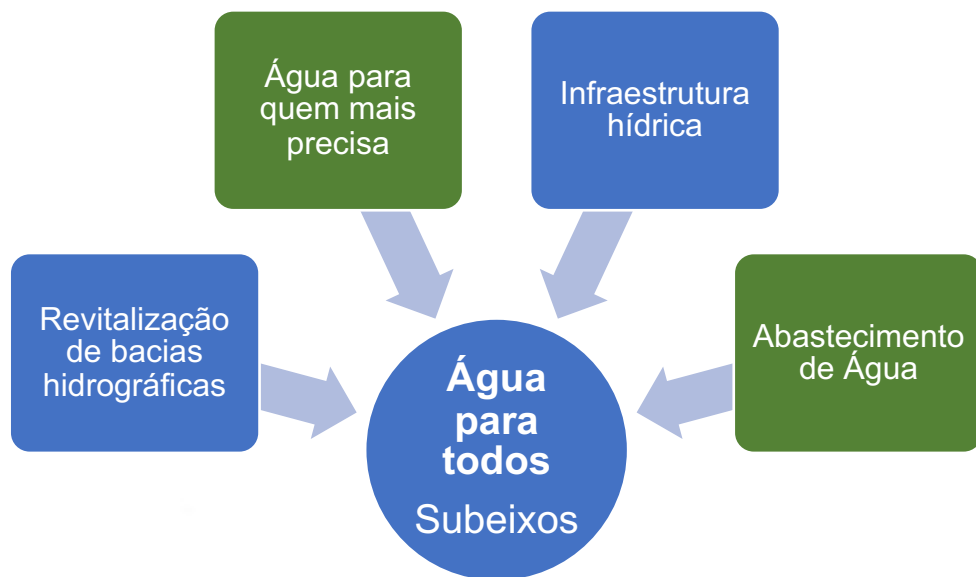 Água para
quem mais
precisa
Infraestrutura
hídrica
Revitalização
de bacias
hidrográficas
Abastecimento
de Água
Água
para
todos
Subeixos